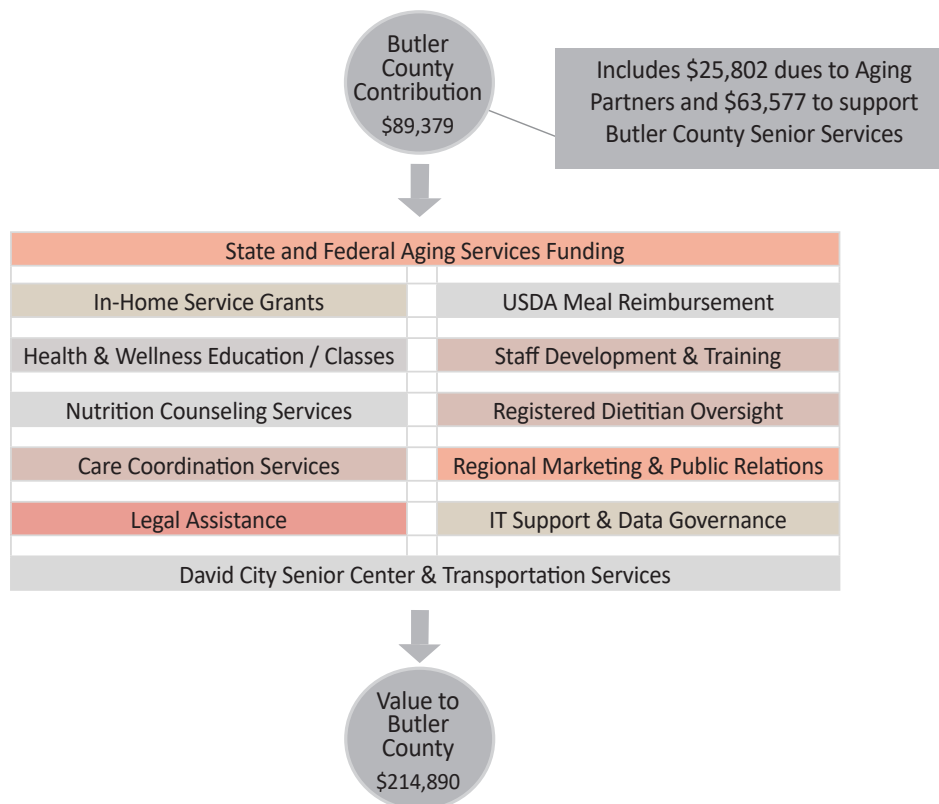 Butler
County
Contribution
$89,379
Includes $25,802 dues to Aging
Partners and $63,577 to support
Butler County Senior Services
State and Federal Aging Services Funding
In-Home Service Grants
USDA Meal Reimbursement
Health & Wellness Education / Classes
Staff Development & Training
Nutrition Counseling Services
Registered Dietitian Oversight
Care Coordination Services
Regional Marketing & Public Relations
Legal Assistance
IT Support & Data Governance
David City Senior Center & Transportation Services
Value to
Butler
County
$214,890